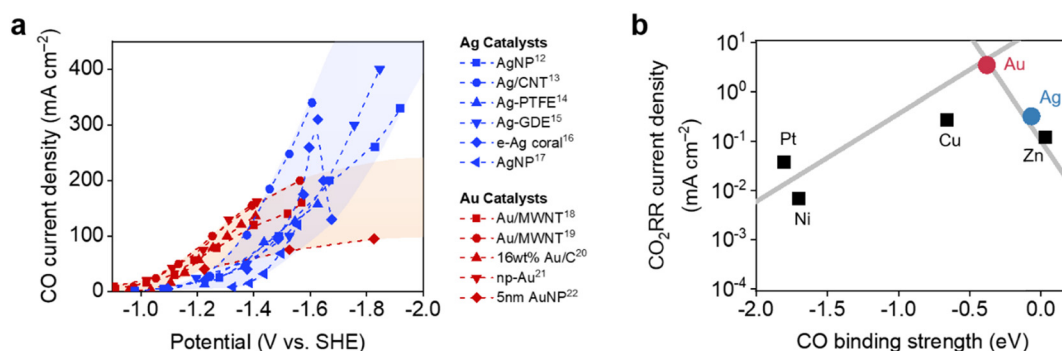 a
CO current density (mA cm⁻²)
400
300
200
100
0
-1.0 -1.2 -1.4 -1.6 -1.8 -2.0
Potential (V vs. SHE)
Ag Catalysts
AgNP¹²
Ag/CNT¹³
Ag-PTFE¹⁴
Ag-GDE¹⁵
e-Ag coral¹⁶
AgNP¹⁷
Au Catalysts
Au/MWNT¹⁸
Au/MWNT¹⁹
16wt% Au/C²⁰
np-Au²¹
5nm AuNP²²
b
CO₂RR current density
(mA cm⁻²)
10¹
10⁰
10⁻¹
10⁻²
10⁻³
10⁻⁴
Au
Ag
Pt
Cu
Zn
Ni
-2.0 -1.5 -1.0 -0.5 0.0
CO binding strength (eV)